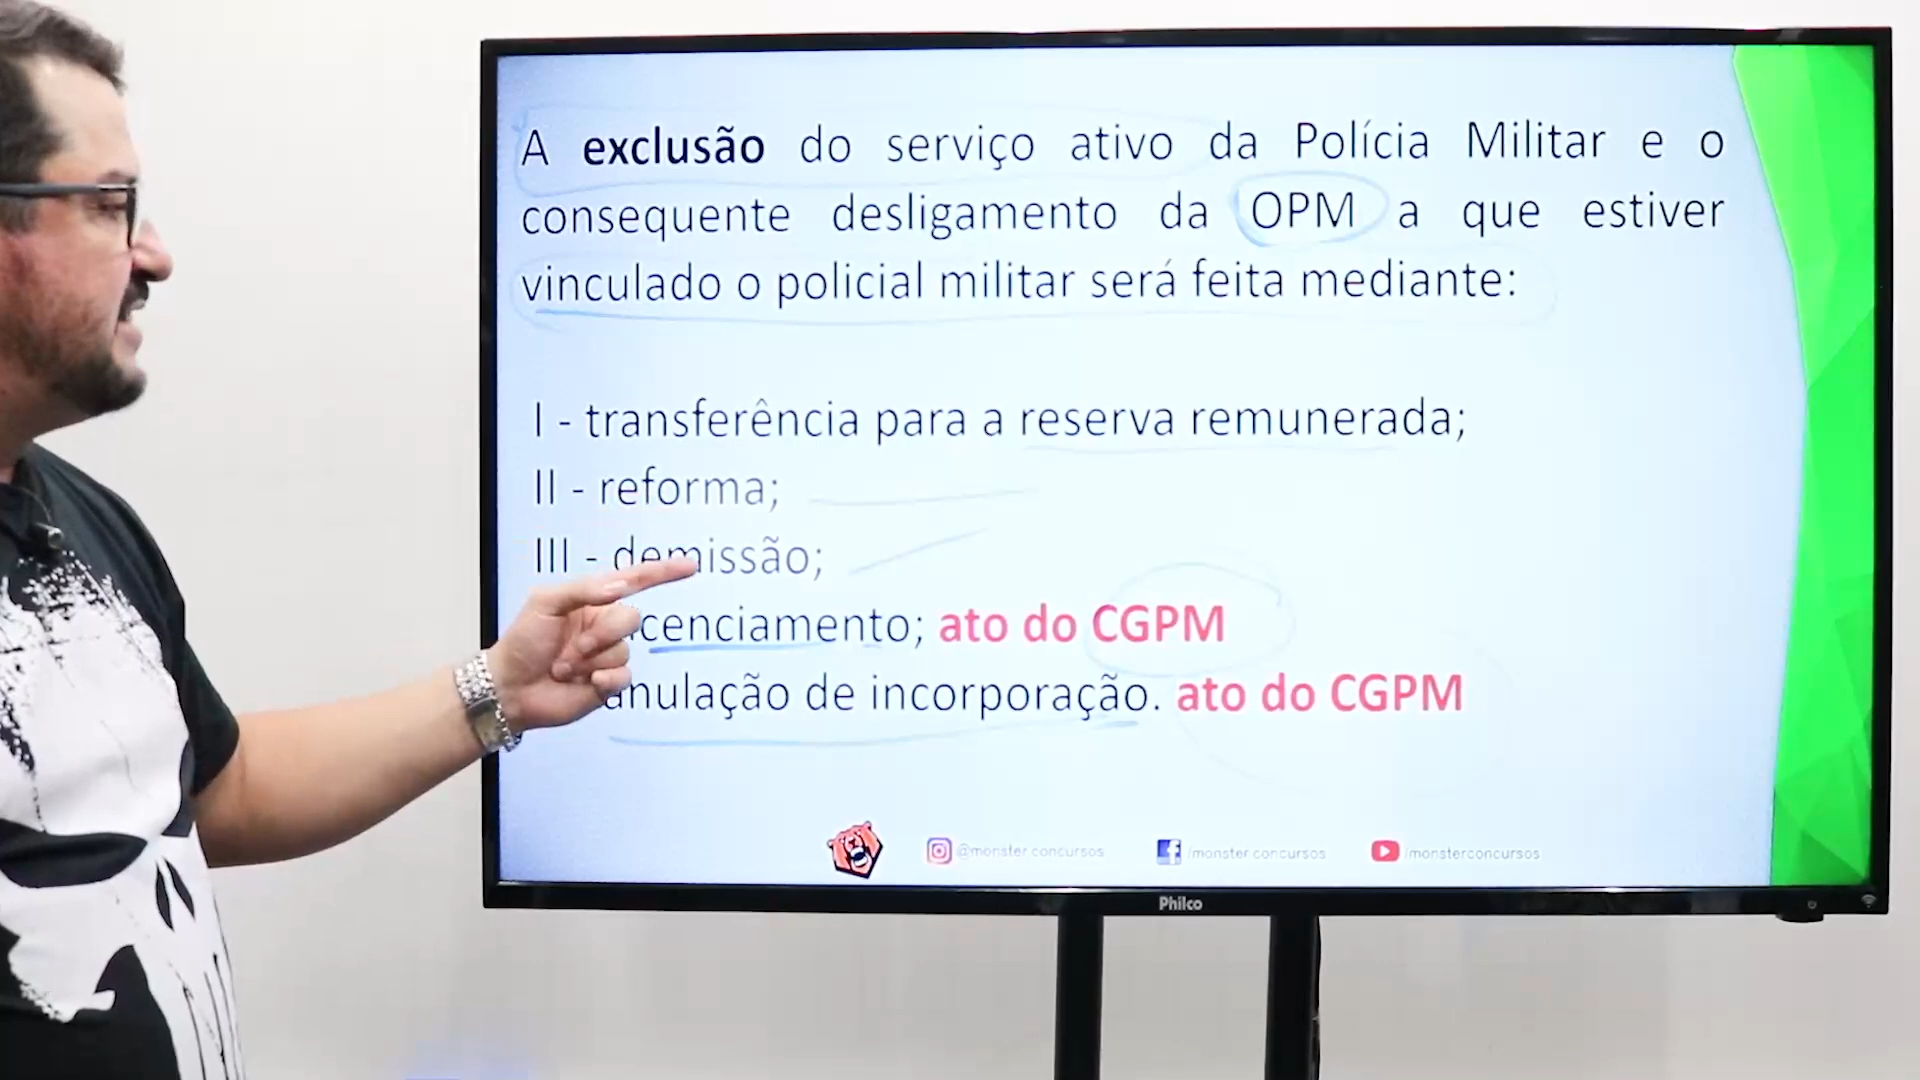 A exclusão do serviço ativo da Polícia Militar e o
consequente desligamento da OPM a que estiver
vinculado o policial militar será feita mediante:
I - transferência para a reserva remunerada;
II - reforma;
III - demissão;
cenciamento; ato do CGPM
anulação de incorporação. ato do CGPM
@monster.concursos /monster.concursos /monsterconcursos
Philco